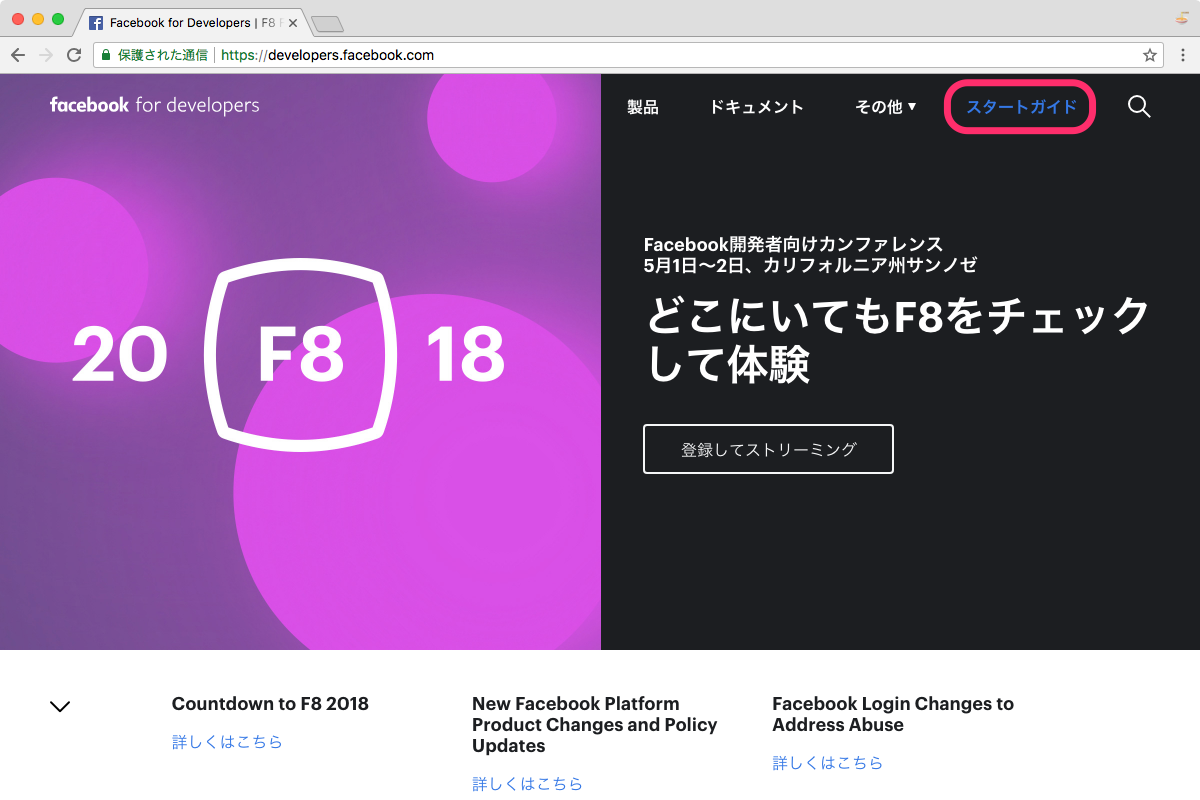 Facebook for Developers | F8
保護された通信 https://developers.facebook.com
facebook for developers
製品 ドキュメント その他 ▼ スタートガイド
20 F8 18
Facebook開発者向けカンファレンス
5月1日〜2日、カリフォルニア州サンノゼ
どこにいてもF8をチェック
して体験
登録してストリーミング
Countdown to F8 2018
詳しくはこちら
New Facebook Platform
Product Changes and Policy
Updates
詳しくはこちら
Facebook Login Changes to
Address Abuse
詳しくはこちら